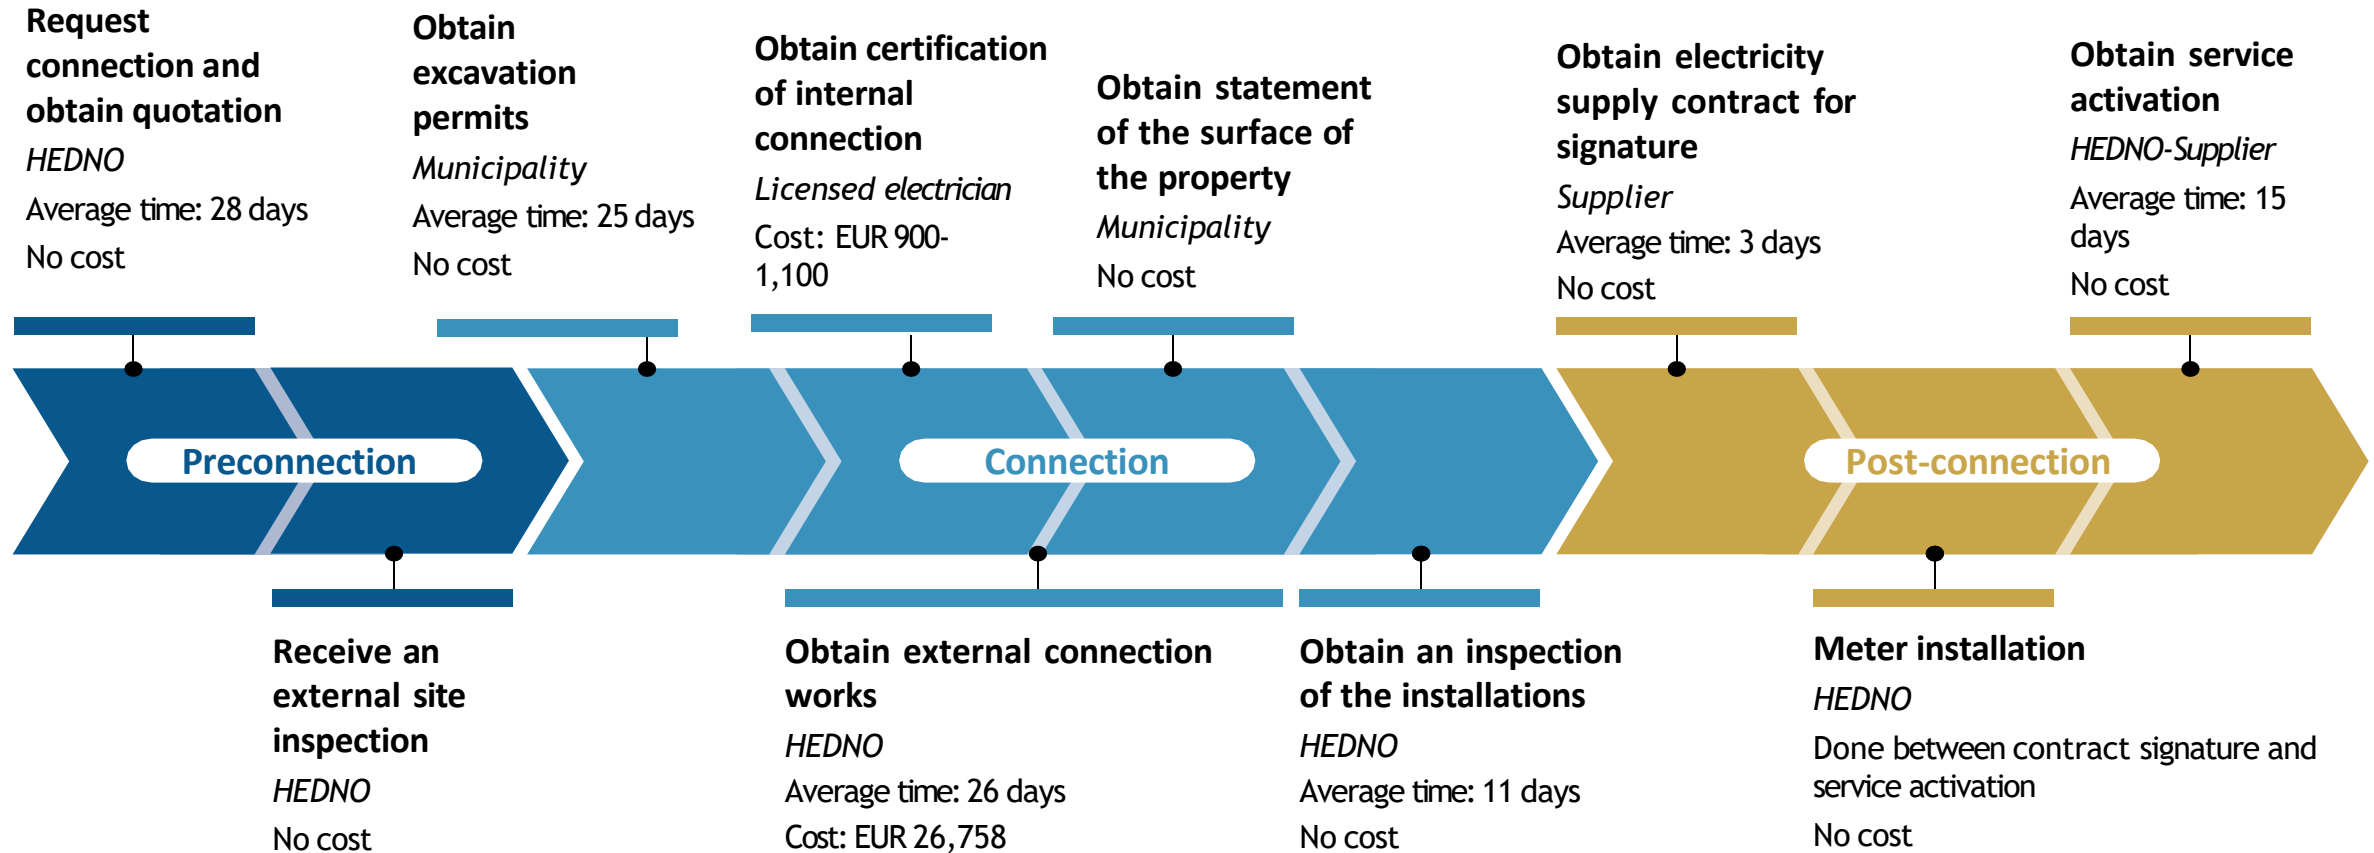 Request
connection and
obtain quotation
HEDNO
Average time: 28 days
No cost
Obtain
excavation
permits
Municipality
Average time: 25 days
No cost
Obtain certification
of internal
connection
Licensed electrician
Cost: EUR 900-
1,100
Obtain statement
of the surface of
the property
Municipality
No cost
Obtain electricity
supply contract for
signature
Supplier
Average time: 3 days
No cost
Obtain service
activation
HEDNO-Supplier
Average time: 15
days
No cost
Preconnection
Connection
Post-connection
Receive an
external site
inspection
HEDNO
No cost
Obtain external connection
works
HEDNO
Average time: 26 days
Cost: EUR 26,758
Obtain an inspection
of the installations
HEDNO
Average time: 11 days
No cost
Meter installation
HEDNO
Done between contract signature and
service activation
No cost